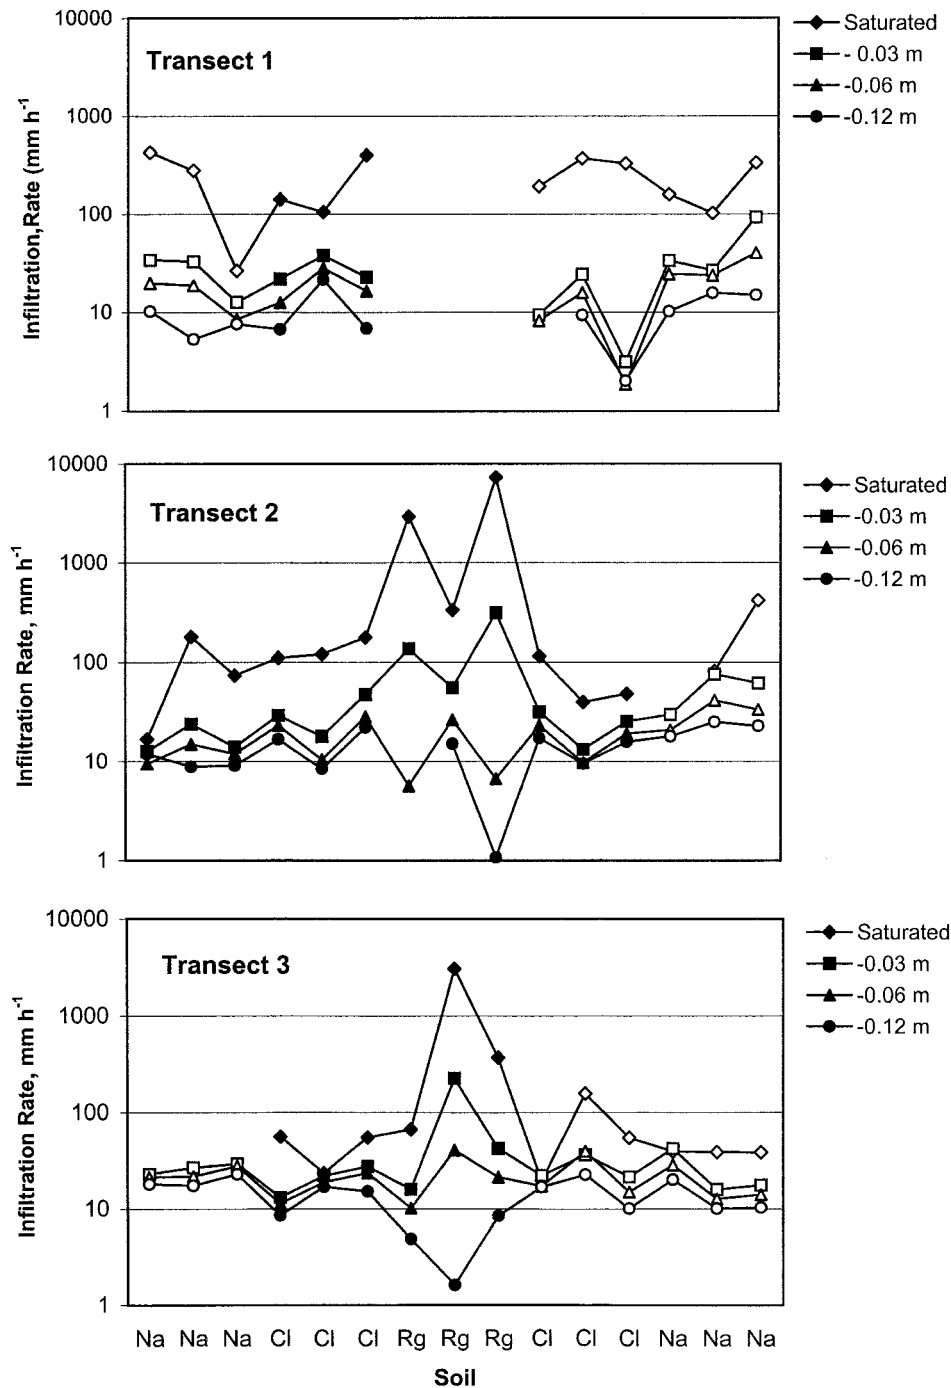 Transect 1
Infiltration,Rate (mm h-1)
10000
1000
100
10
1
Saturated
- 0.03 m
-0.06 m
-0.12 m
Transect 2
Infiltration Rate, mm h-1
10000
1000
100
10
1
Saturated
-0.03 m
-0.06 m
-0.12 m
Transect 3
Infiltration Rate, mm h-1
10000
1000
100
10
1
Saturated
-0.03 m
-0.06 m
-0.12 m
Na Na Na Cl Cl Cl Rg Rg Rg Cl Cl Cl Na Na Na
Soil